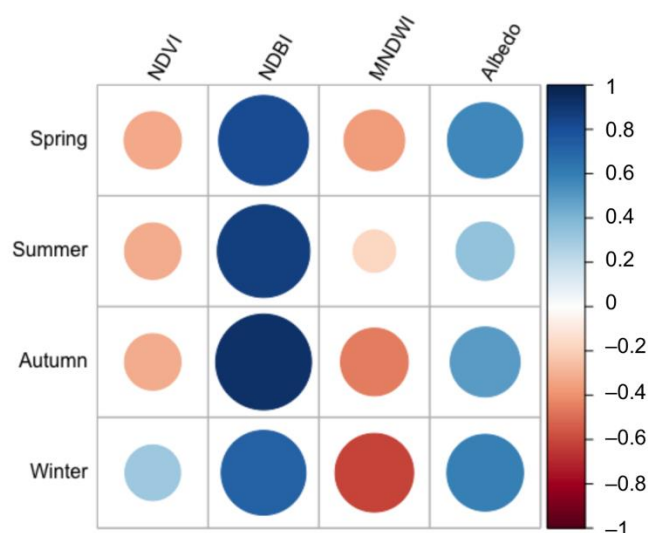 NDVI
NDBI
MNDWI
Albedo
Spring
Summer
Autumn
Winter
1
0.8
0.6
0.4
0.2
0
–0.2
–0.4
–0.6
–0.8
–1